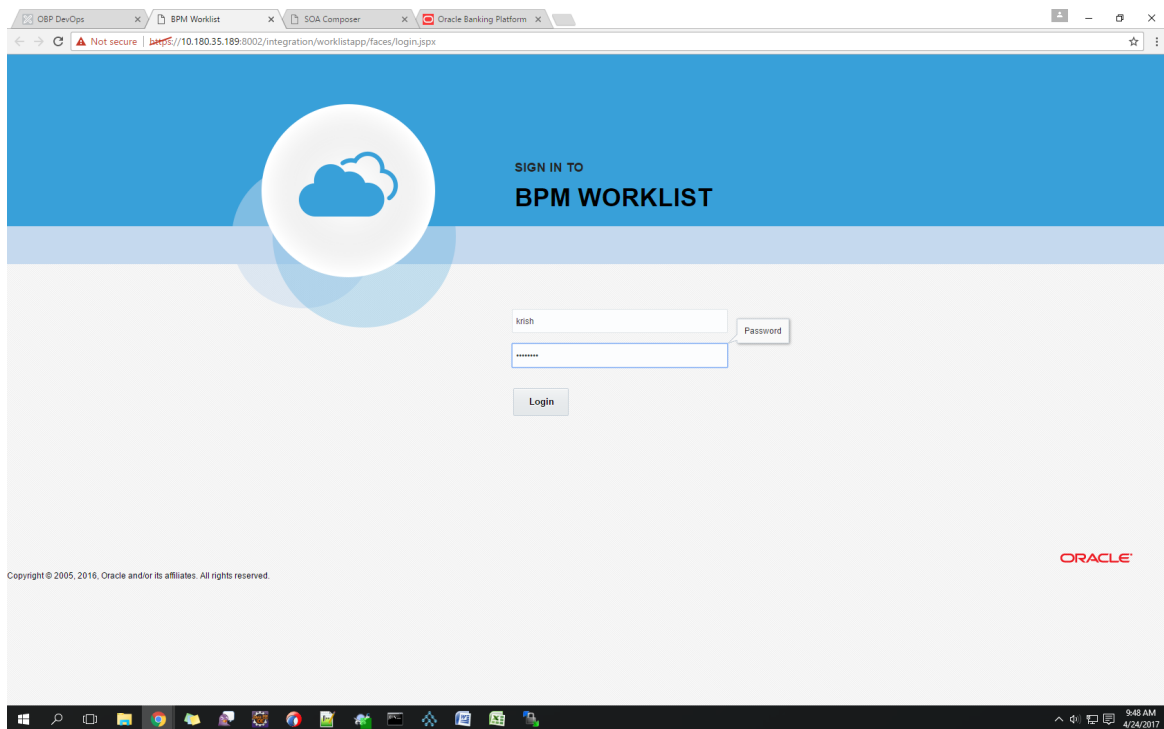 OBP DevOps
BPM Worklist
SOA Composer
Oracle Banking Platform
Not secure | https://10.180.35.189:8002/integration/worklistapp/faces/login.jspx
SIGN IN TO
BPM WORKLIST
krish
Password
••••••••
Login
ORACLE
Copyright © 2005, 2016, Oracle and/or its affiliates. All rights reserved.
9:48 AM
4/24/2017